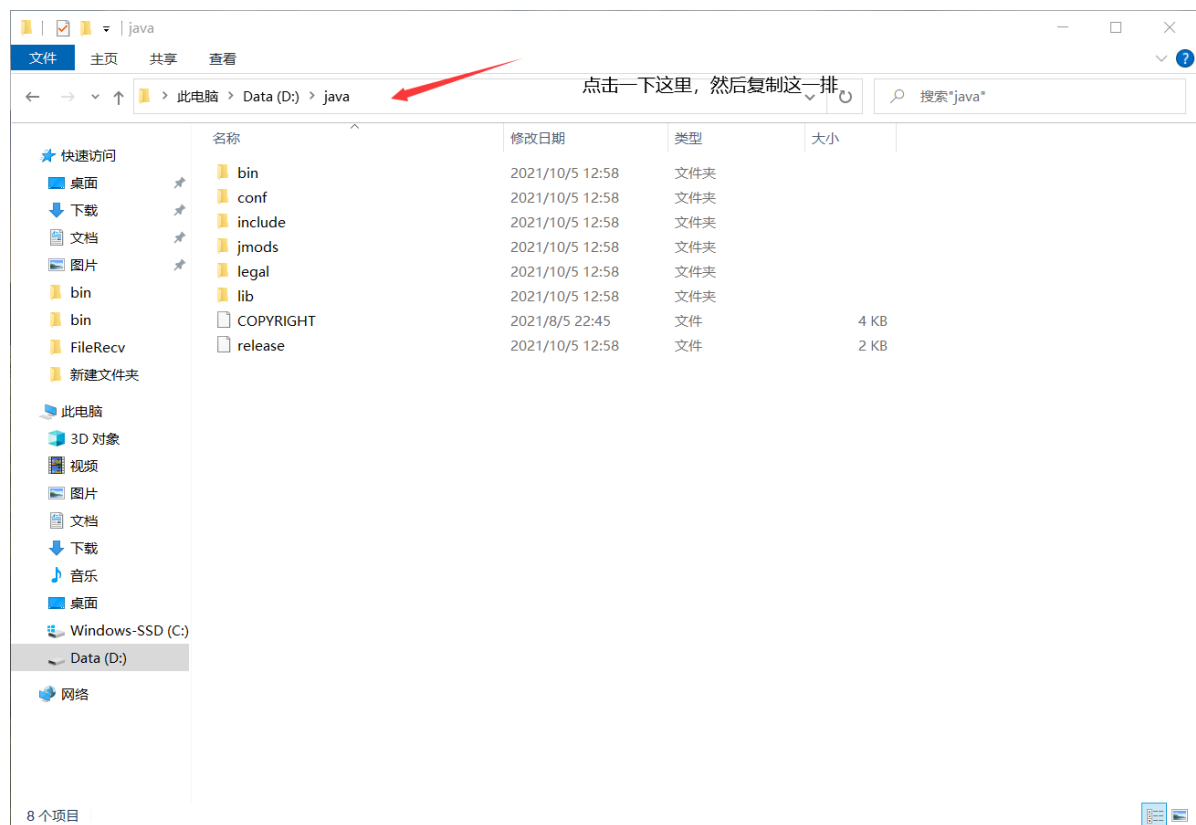 java
文件 主页 共享 查看
点击一下这里，然后复制这一排
此电脑 Data (D:) java 搜索"java"
名称 修改日期 类型 大小
快速访问
桌面
下载
文档
图片
bin
bin
FileRecv
新建文件夹
此电脑
3D 对象
视频
图片
文档
下载
音乐
桌面
Windows-SSD (C:)
Data (D:)
网络
bin 2021/10/5 12:58 文件夹
conf 2021/10/5 12:58 文件夹
include 2021/10/5 12:58 文件夹
jmods 2021/10/5 12:58 文件夹
legal 2021/10/5 12:58 文件夹
lib 2021/10/5 12:58 文件夹
COPYRIGHT 2021/8/5 22:45 文件 4 KB
release 2021/10/5 12:58 文件 2 KB
8 个项目